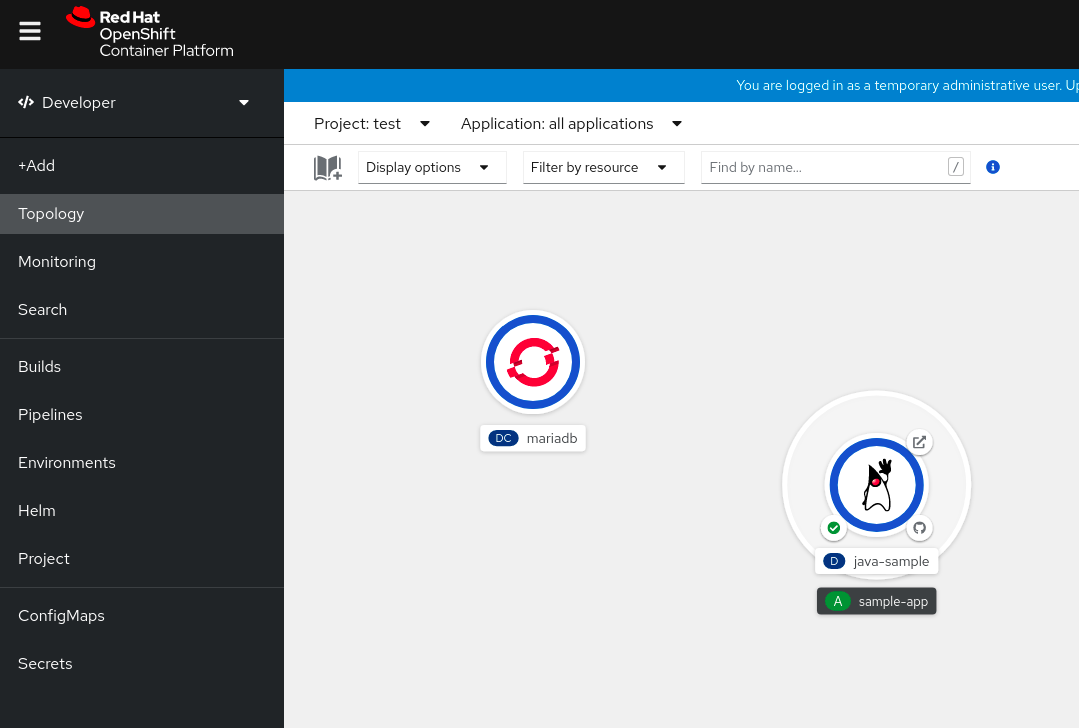 Red Hat
OpenShift
Container Platform
Developer
You are logged in as a temporary administrative user. Up
Project: test
Application: all applications
+Add
Display options
Filter by resource
Find by name...
/
Topology
Monitoring
Search
Builds
Pipelines
Environments
Helm
Project
ConfigMaps
Secrets
DC mariadb
D java-sample
A sample-app